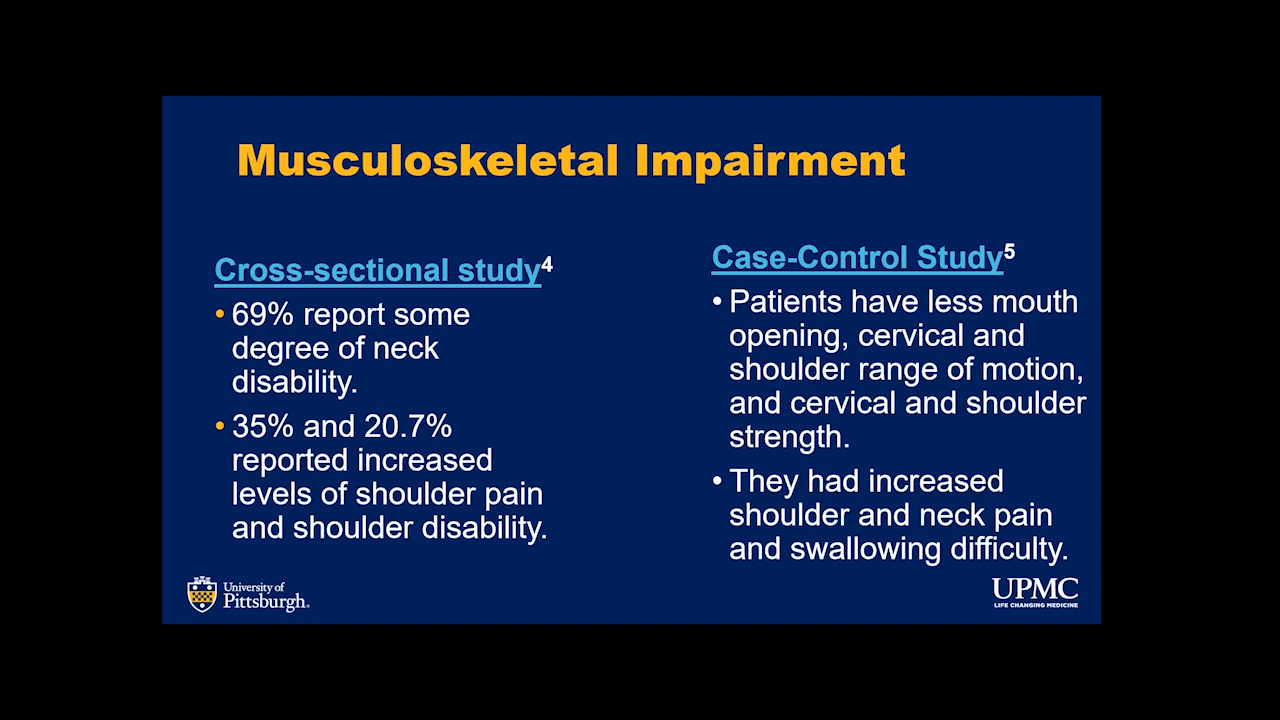 Musculoskeletal Impairment
Cross-sectional study4
• 69% report some
degree of neck
disability.
• 35% and 20.7%
reported increased
levels of shoulder pain
and shoulder disability.
Case-Control Study5
• Patients have less mouth
opening, cervical and
shoulder range of motion,
and cervical and shoulder
strength.
• They had increased
shoulder and neck pain
and swallowing difficulty.
University of
Pittsburgh.
UPMC
LIFE CHANGING MEDICINE